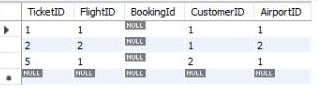 TicketID FlightID BookingId CustomerID AirportID
1 1 NULL 1 1
2 2 NULL 1 2
5 1 NULL 2 1
NULL NULL NULL NULL NULL